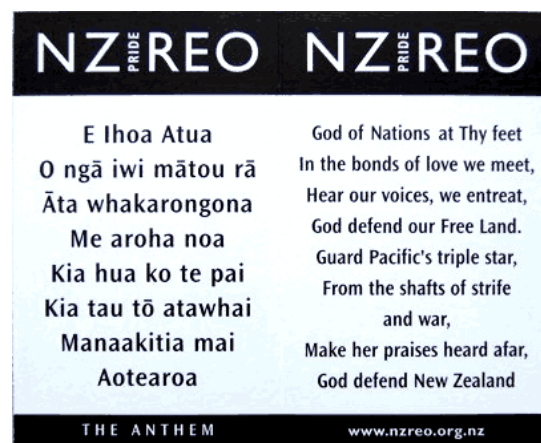 NZ PRIDE REO
E Ihoa Atua
O ngā iwi mātou rā
Āta whakarongona
Me aroha noa
Kia hua ko te pai
Kia tau tō atawhai
Manaakitia mai
Aotearoa
THE ANTHEM
NZ PRIDE REO
God of Nations at Thy feet
In the bonds of love we meet,
Hear our voices, we entreat,
God defend our Free Land.
Guard Pacific's triple star,
From the shafts of strife
and war,
Make her praises heard afar,
God defend New Zealand
www.nzreo.org.nz